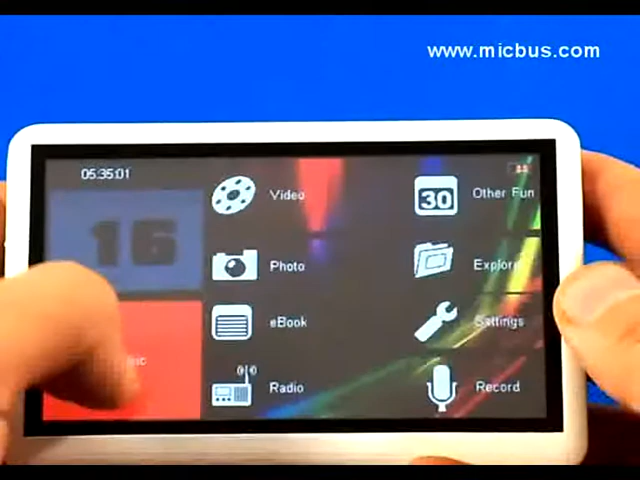 www.micbus.com
05:35:01
16
Video
Photo
eBook
Radio
30
Other Fun
Explore
Settings
Record